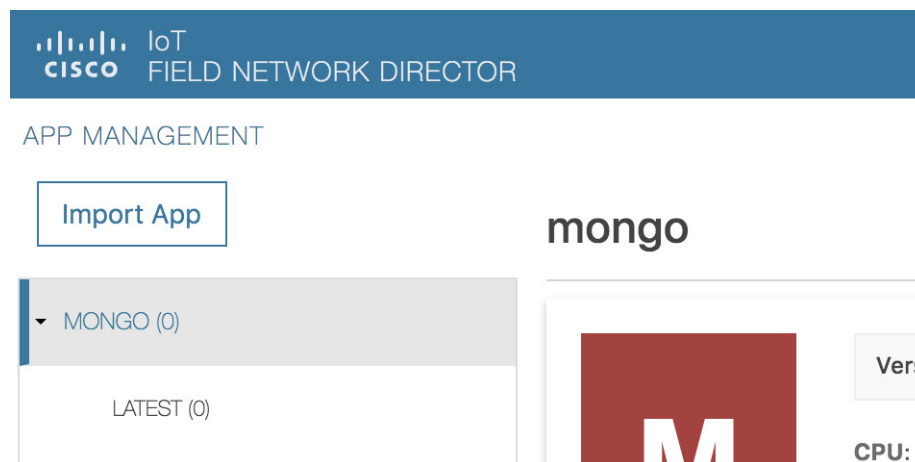 IoT
CISCO FIELD NETWORK DIRECTOR
APP MANAGEMENT
Import App
mongo
MONGO (0)
LATEST (0)
M
CPU: